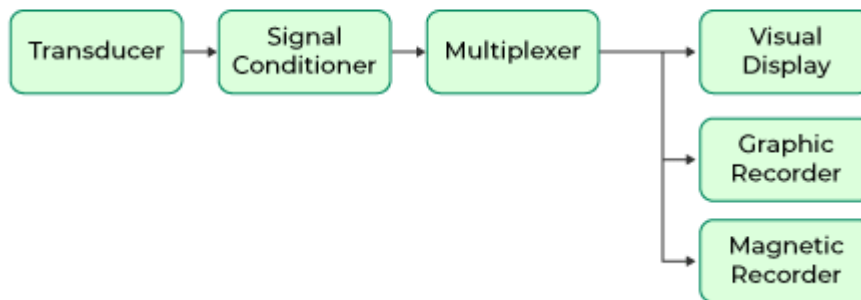 Transducer
Signal
Conditioner
Multiplexer
Visual
Display
Graphic
Recorder
Magnetic
Recorder